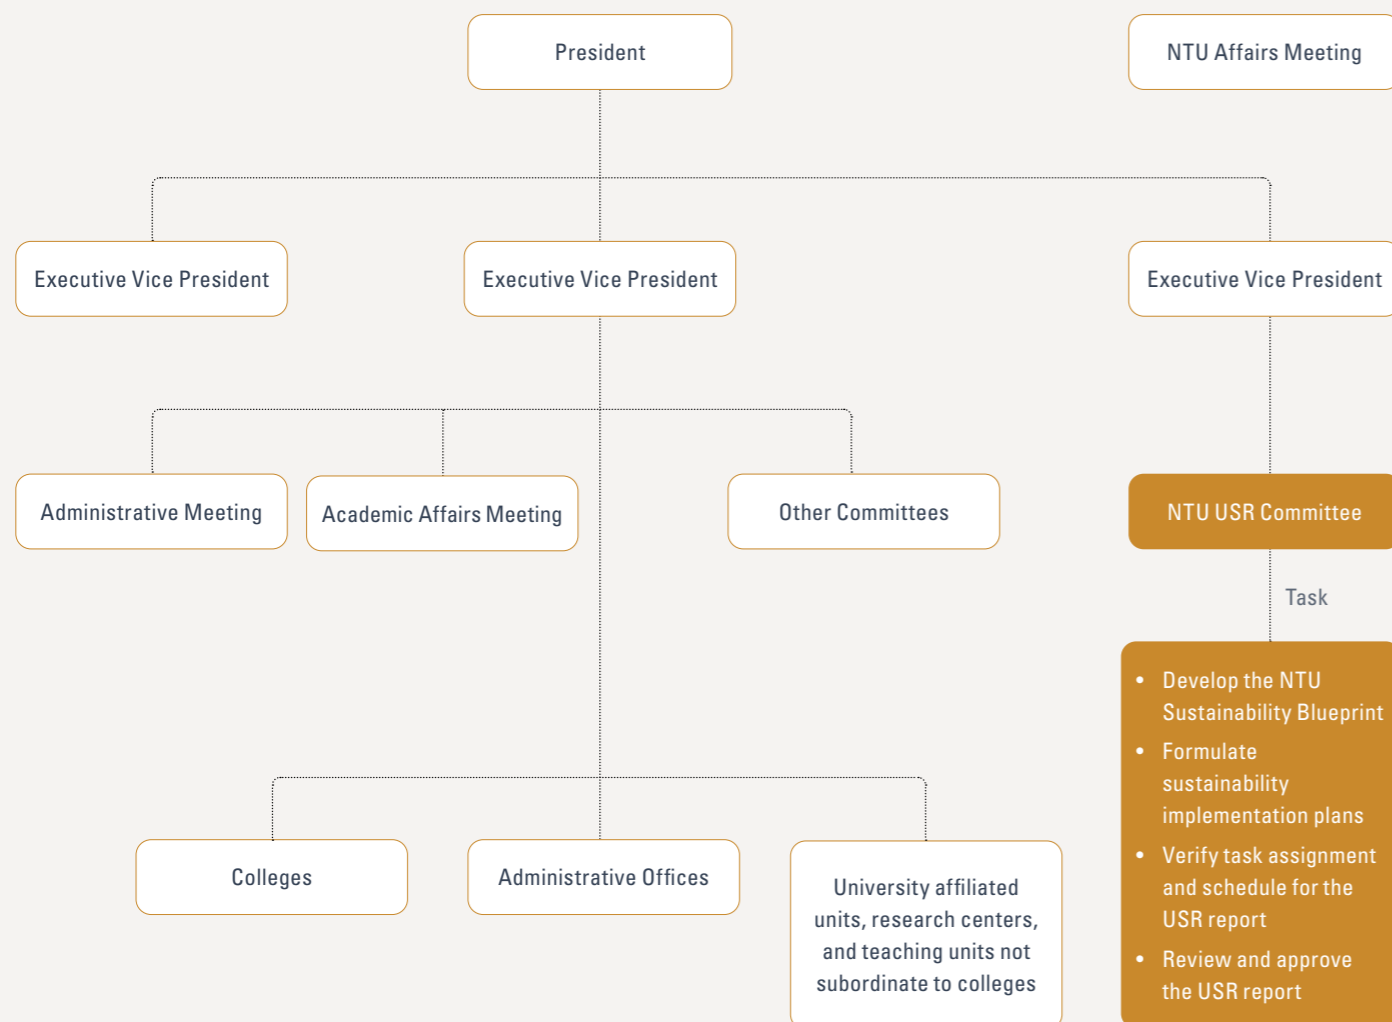 President
NTU Affairs Meeting
Executive Vice President
Executive Vice President
Executive Vice President
Administrative Meeting
Academic Affairs Meeting
Other Committees
NTU USR Committee
Task
• Develop the NTU
Sustainability Blueprint
• Formulate
sustainability
implementation plans
• Verify task assignment
and schedule for the
USR report
• Review and approve
the USR report
Colleges
Administrative Offices
University affiliated
units, research centers,
and teaching units not
subordinate to colleges